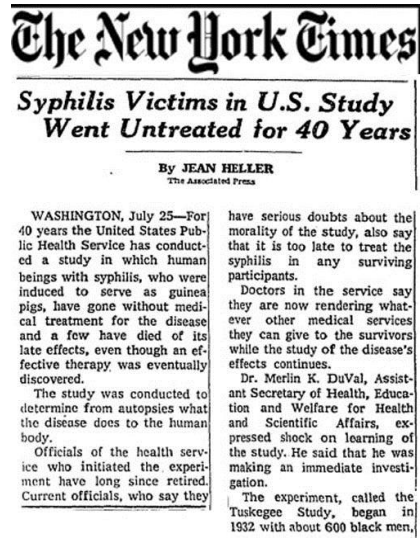 The New York Times
Syphilis Victims in U.S. Study
Went Untreated for 40 Years
By JEAN HELLER
The Associated Press
WASHINGTON, July 25—For
40 years the United States Pub-
lic Health Service has conduct-
ed a study in which human
beings with syphilis, who were
induced to serve as guinea
pigs, have gone without medi-
cal treatment for the disease
and a few have died of its
late effects, even though an ef-
fective therapy was eventually
discovered.
The study was conducted to
determine from autopsies what
the disease does to the human
body.
Officials of the health serv-
ice who initiated the experi-
ment have long since retired.
Current officials, who say they
have serious doubts about the
morality of the study, also say
that it is too late to treat the
syphilis in any surviving
participants.
Doctors in the service say
they are now rendering what-
ever other medical services
they can give to the survivors
while the study of the disease's
effects continues.
Dr. Merlin K. DuVal, Assist-
ant Secretary of Health, Educa-
tion and Welfare for Health
and Scientific Affairs, ex-
pressed shock on learning of
the study. He said that he was
making an immediate investi-
gation.
The experiment, called the
Tuskegee Study, began in
1932 with about 600 black men,